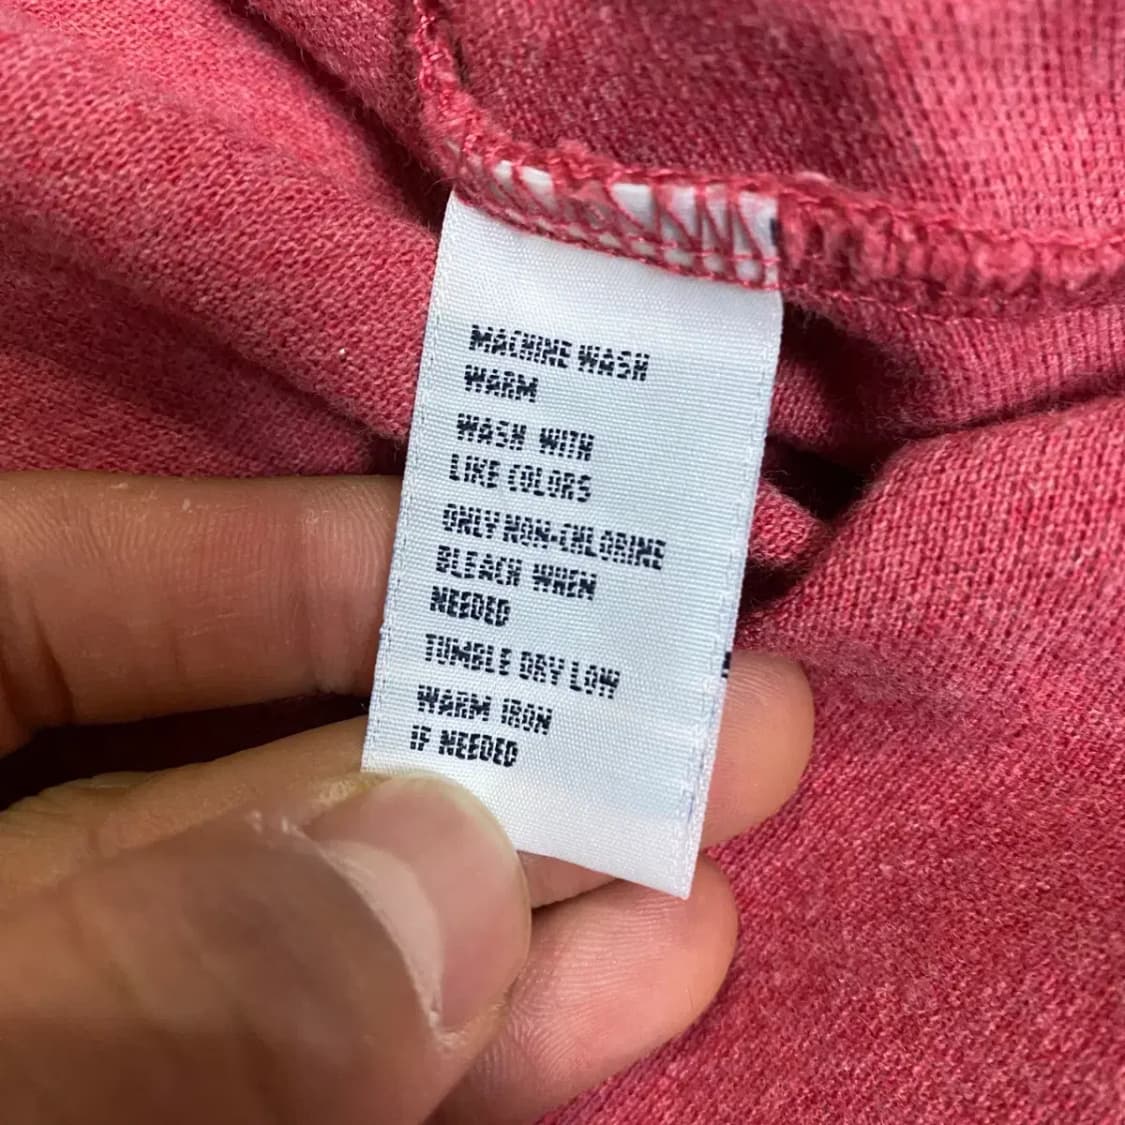 MACHINE WASH
WARM
WASH WITH
LIKE COLORS
ONLY NON-CHLORINE
BLEACH WHEN
NEEDED
TUMBLE DRY LOW
WARM IRON
IF NEEDED